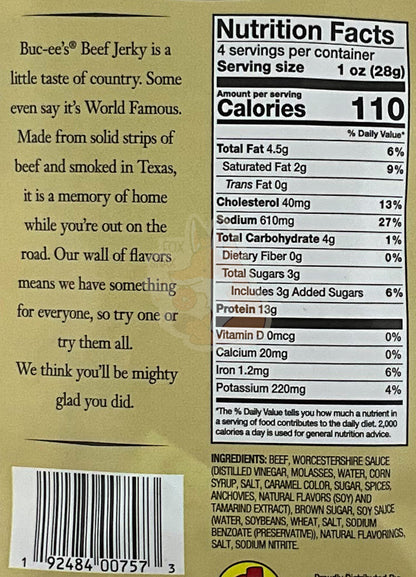 Buc-ee's® Beef Jerky is a
little taste of country. Some
even say it's World Famous.
Made from solid strips of
beef and smoked in Texas,
it is a memory of home
while you're out on the
road. Our wall of flavors
means we have something
for everyone, so try one or
try them all.
We think you'll be mighty
glad you did.
1 92484 00757 3
Nutrition Facts
4 servings per container
Serving size 1 oz (28g)
Amount per serving
Calories 110
% Daily Value*
Total Fat 4.5g 6%
Saturated Fat 2g 9%
Trans Fat 0g
Cholesterol 40mg 13%
Sodium 610mg 27%
Total Carbohydrate 4g 1%
Dietary Fiber 0g 0%
Total Sugars 3g
Includes 3g Added Sugars 6%
Protein 13g
Vitamin D 0mcg 0%
Calcium 20mg 0%
Iron 1.2mg 6%
Potassium 220mg 4%
*The % Daily Value tells you how much a nutrient in
a serving of food contributes to the daily diet. 2,000
calories a day is used for general nutrition advice.
INGREDIENTS: BEEF, WORCESTERSHIRE SAUCE
(DISTILLED VINEGAR, MOLASSES, WATER, CORN
SYRUP, SALT, CARAMEL COLOR, SUGAR, SPICES,
ANCHOVIES, NATURAL FLAVORS (SOY) AND
TAMARIND EXTRACT), BROWN SUGAR, SOY SAUCE
(WATER, SOYBEANS, WHEAT, SALT, SODIUM
BENZOATE (PRESERVATIVE)), NATURAL FLAVORINGS,
SALT, SODIUM NITRITE.